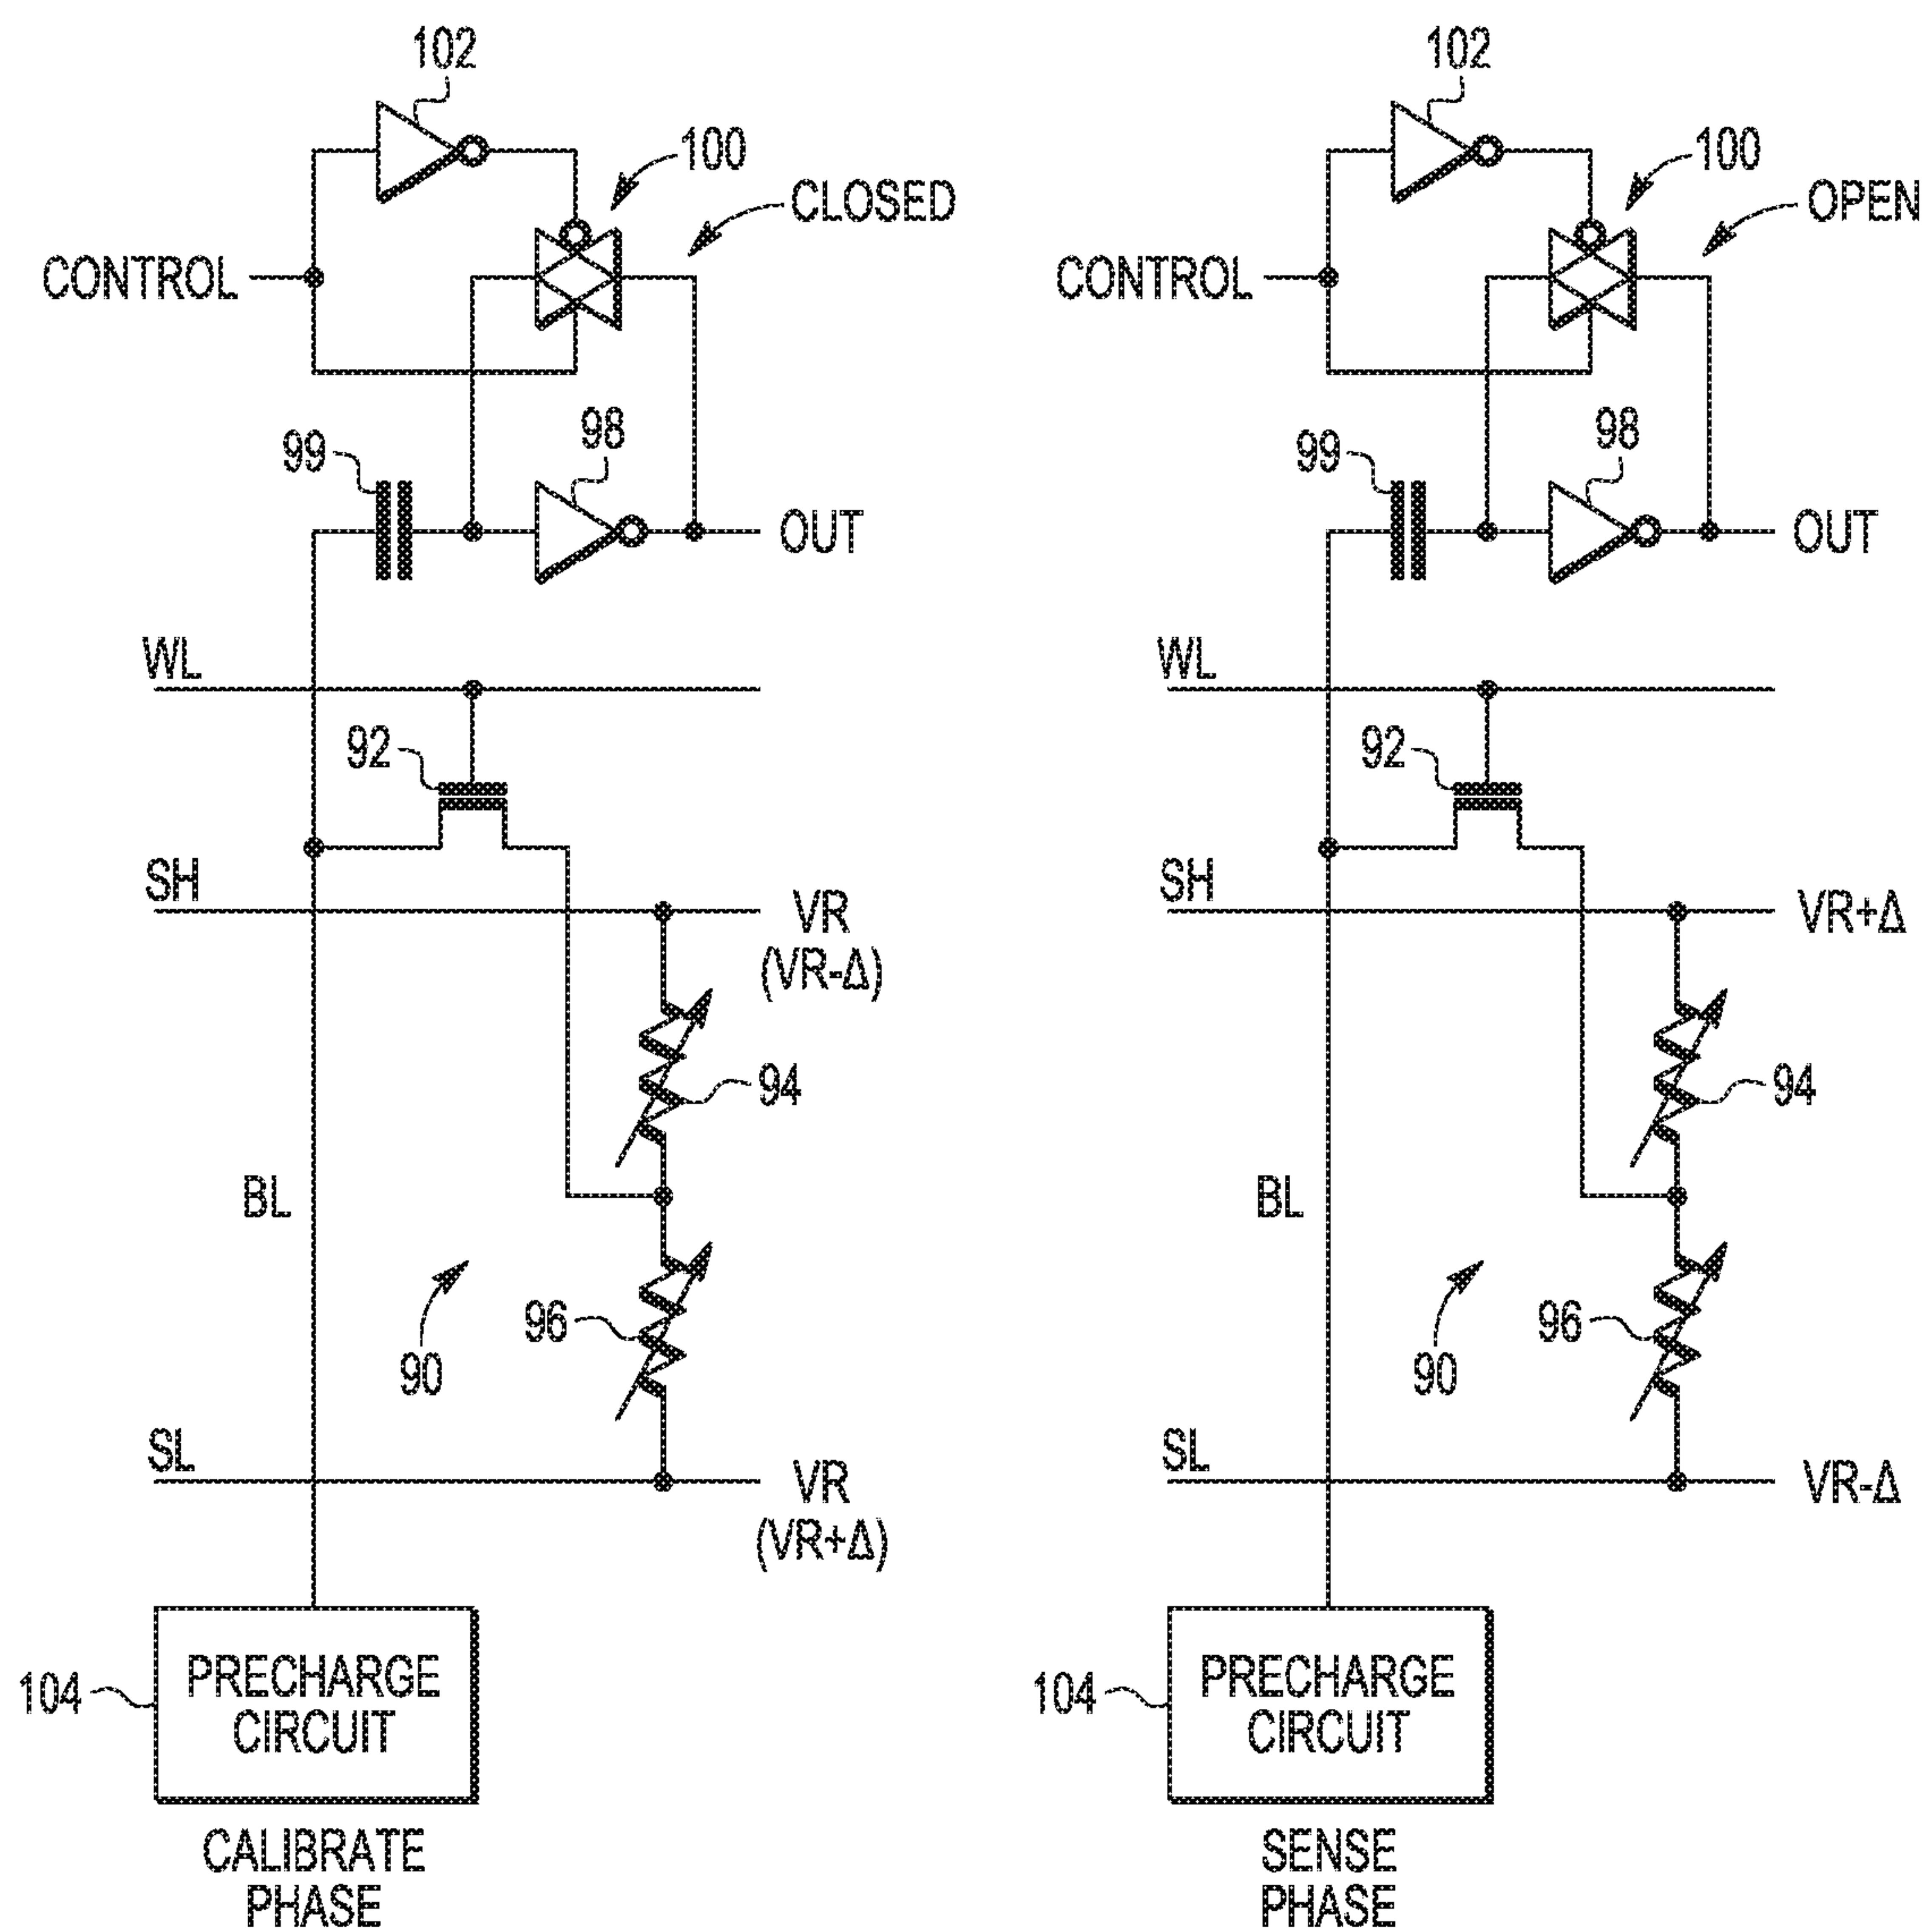 102
100
CLOSED
CONTROL
99
98
OUT
WL
92
SH
VR
(VR-Δ)
94
BL
96
90
SL
VR
(VR+Δ)
104
PRECHARGE
CIRCUIT
CALIBRATE
PHASE
102
100
OPEN
CONTROL
99
98
OUT
WL
92
SH
VR+Δ
94
BL
96
90
SL
VR-Δ
104
PRECHARGE
CIRCUIT
SENSE
PHASE